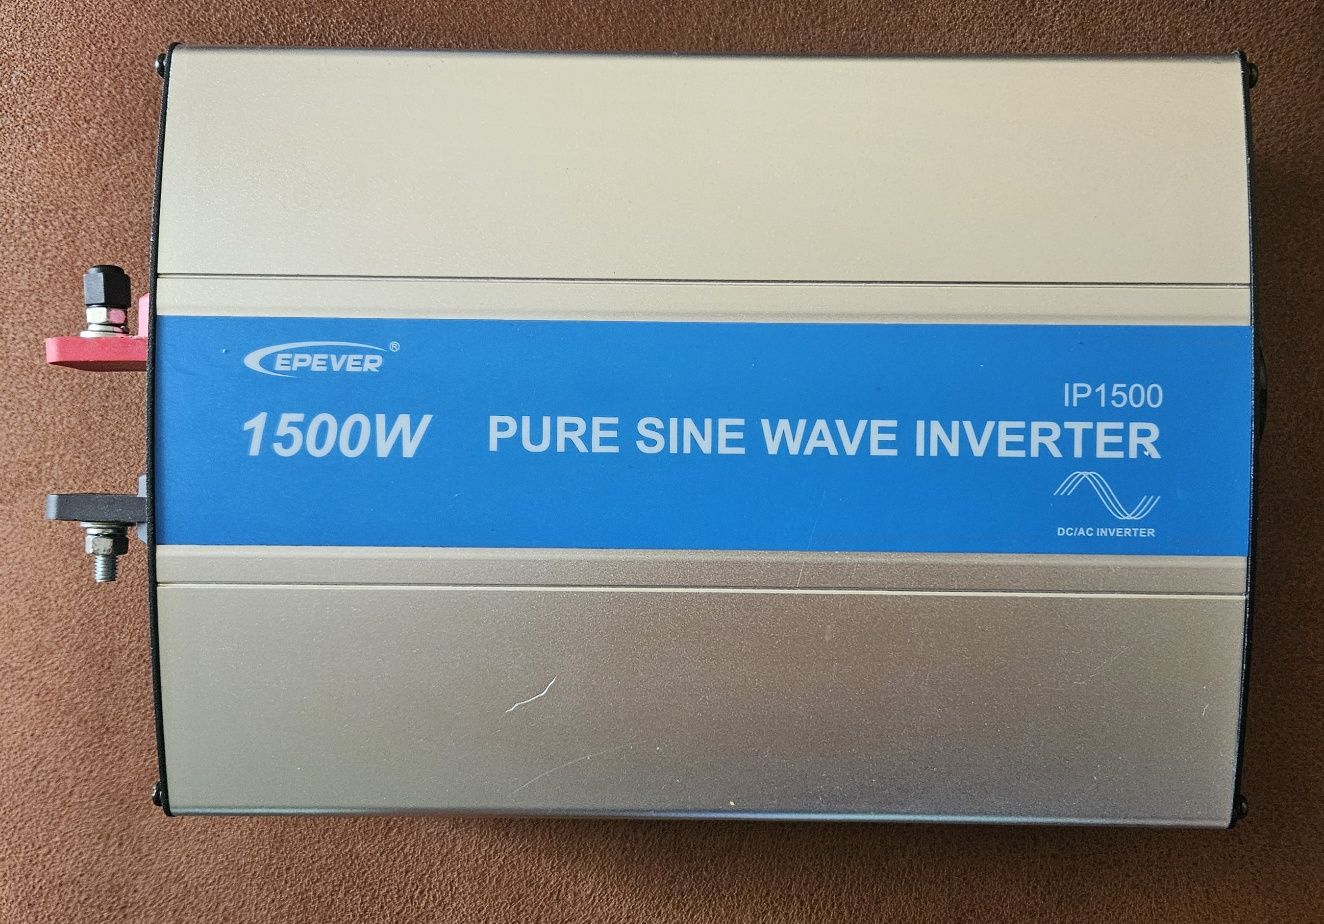 EPEVER®
IP1500
1500W PURE SINE WAVE INVERTER
DC/AC INVERTER